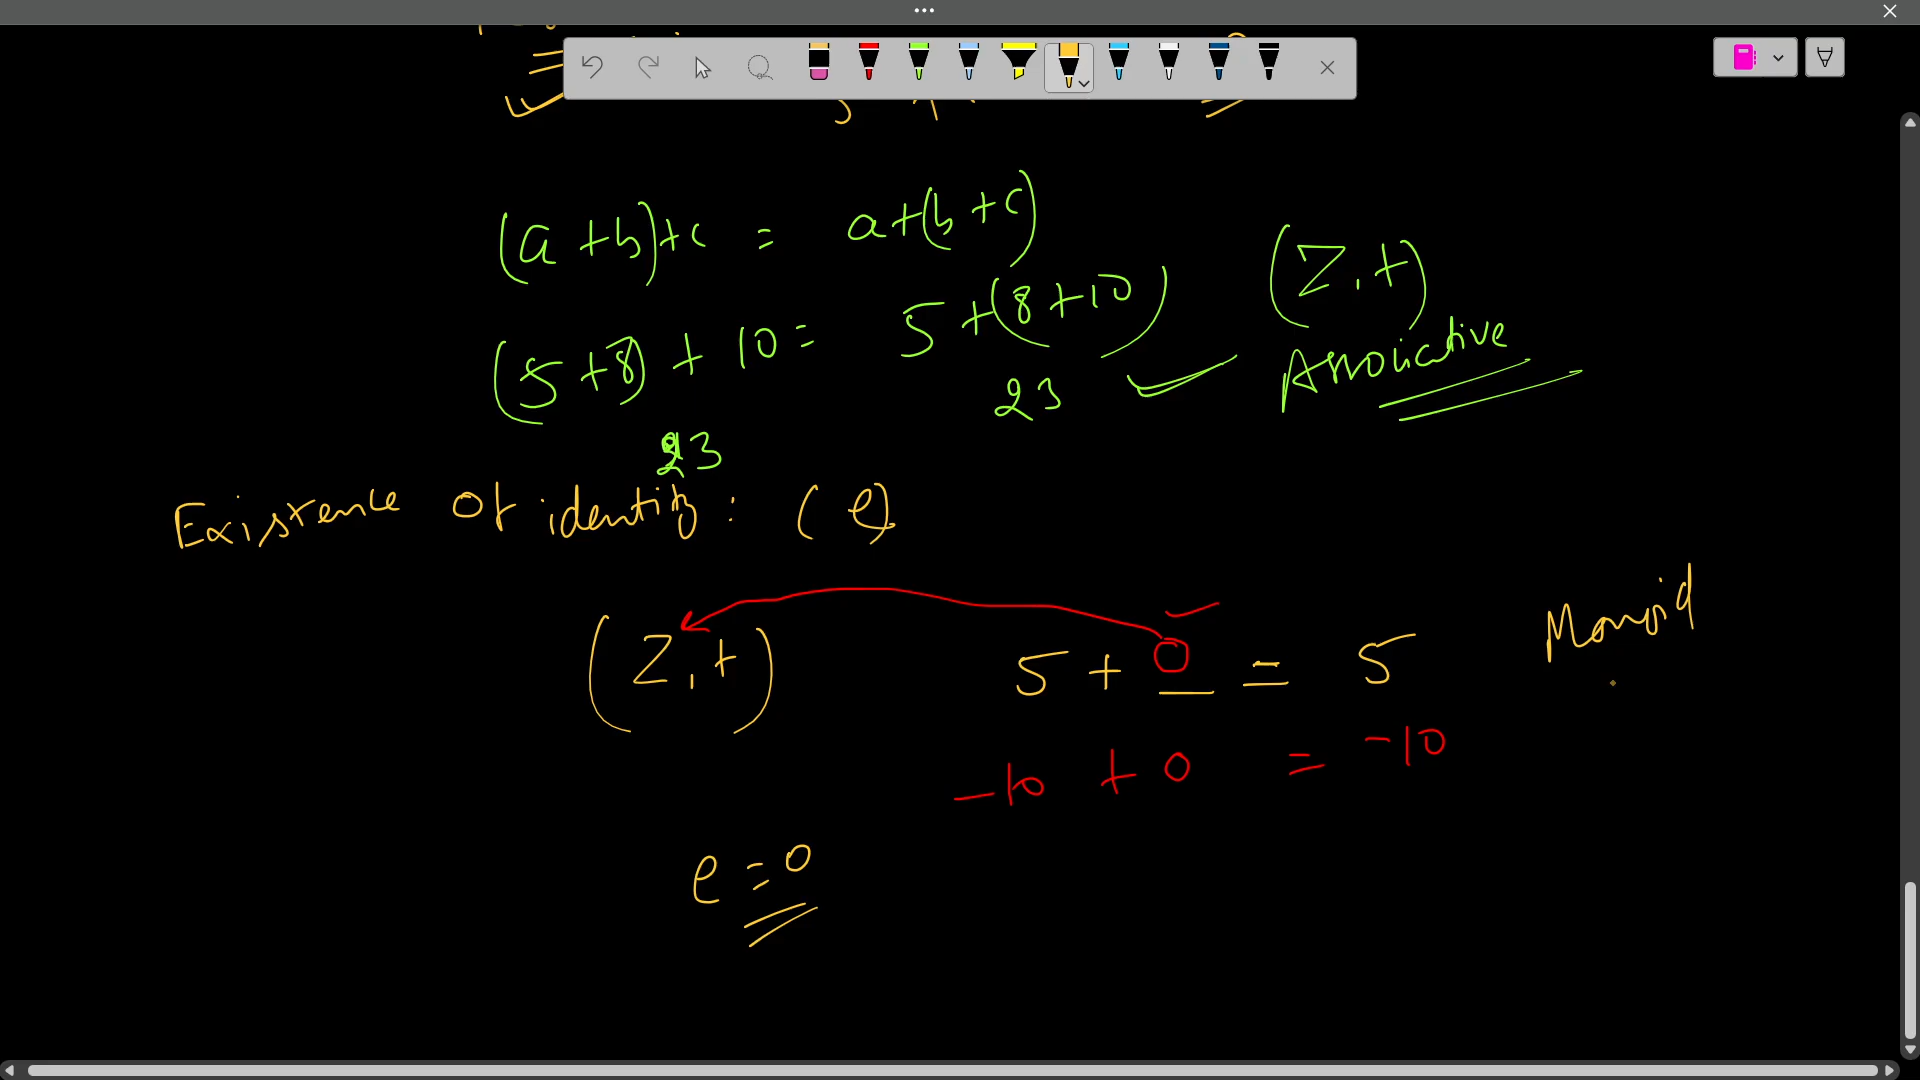 (a + b) + c = a + (b + c)
(Z, +)
(5 + 8) + 10 = 5 + (8 + 10)
Associative
23
23
Existence of identity : (e)
(Z, +)
5 + 0 = 5
Monoid
-10 + 0 = -10
e = 0